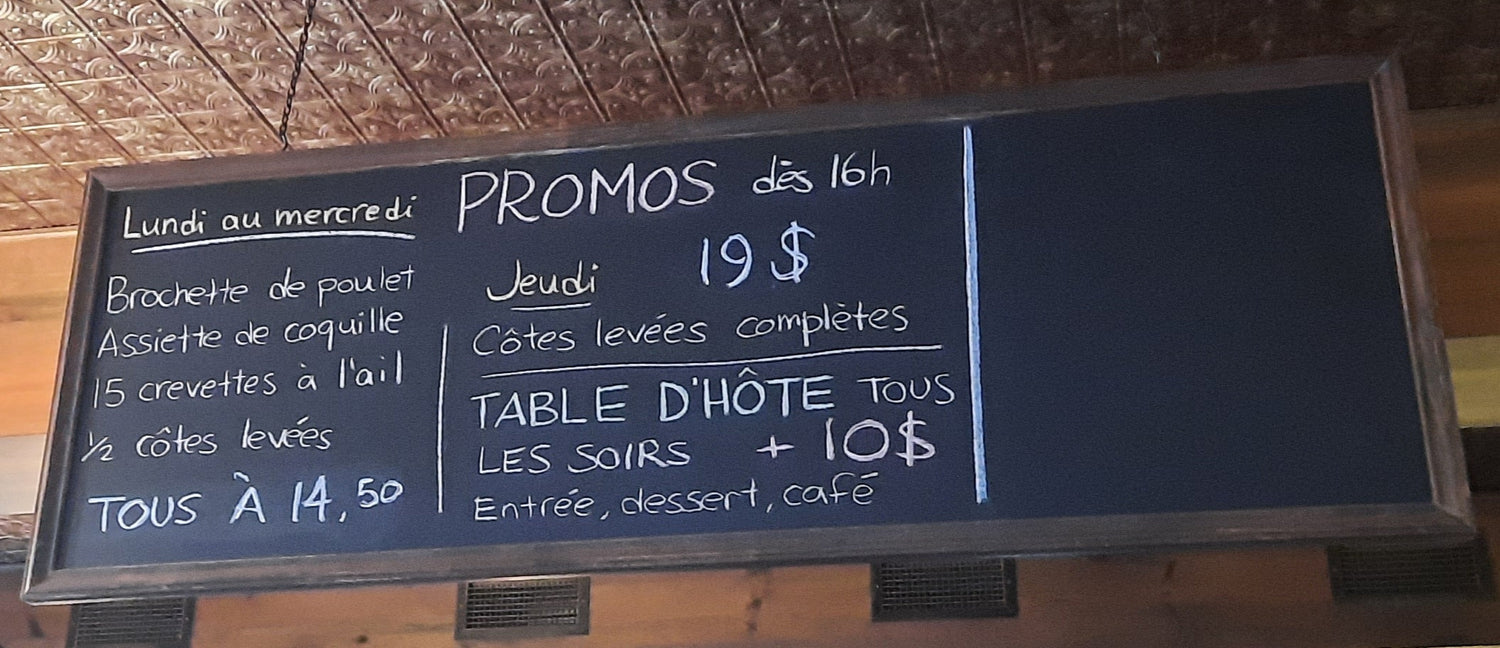 PROMOS dès 16h
Lundi au mercredi
Brochette de poulet
Assiette de coquille
15 crevettes à l'ail
1/2 côtes levées
TOUS À 14,50
Jeudi 19$
Côtes levées complètes
TABLE D'HÔTE TOUS
LES SOIRS + 10$
Entrée, dessert, café